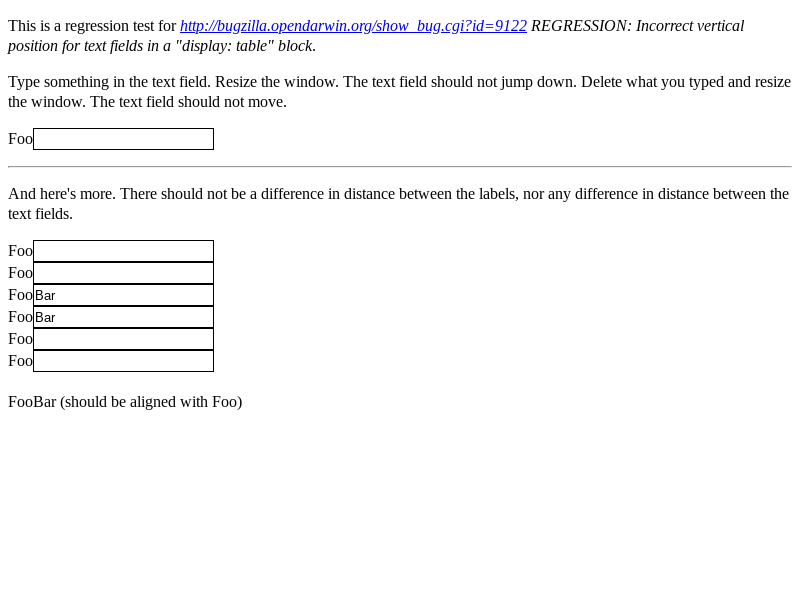 This is a regression test for http://bugzilla.opendarwin.org/show_bug.cgi?id=9122 REGRESSION: Incorrect vertical
position for text fields in a "display: table" block.
Type something in the text field. Resize the window. The text field should not jump down. Delete what you typed and resize
the window. The text field should not move.
Foo
And here's more. There should not be a difference in distance between the labels, nor any difference in distance between the
text fields.
Foo
Foo
Foo Bar
Foo Bar
Foo
Foo
FooBar (should be aligned with Foo)